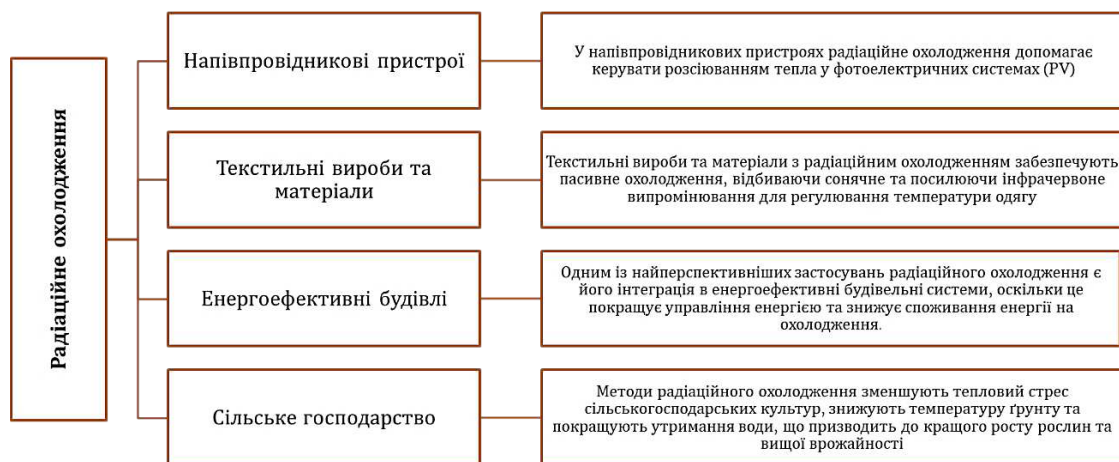 Радіаційне охолодження
Напівпровідникові пристрої
У напівпровідникових пристроях радіаційне охолодження допомагає
керувати розсіюванням тепла у фотоелектричних системах (PV)
Текстильні вироби та
матеріали
Текстильні вироби та матеріали з радіаційним охолодженням забезпечують
пасивне охолодження, відбиваючи сонячне та посилюючи інфрачервоне
випромінювання для регулювання температури одягу
Енергоефективні будівлі
Одним із найперспективніших застосувань радіаційного охолодження є
його інтеграція в енергоефективні будівельні системи, оскільки це
покращує управління енергією та знижує споживання енергії на
охолодження.
Сільське господарство
Методи радіаційного охолодження зменшують тепловий стрес
сільськогосподарських культур, знижують температуру ґрунту та
покращують утримання води, що призводить до кращого росту рослин та
вищої врожайності